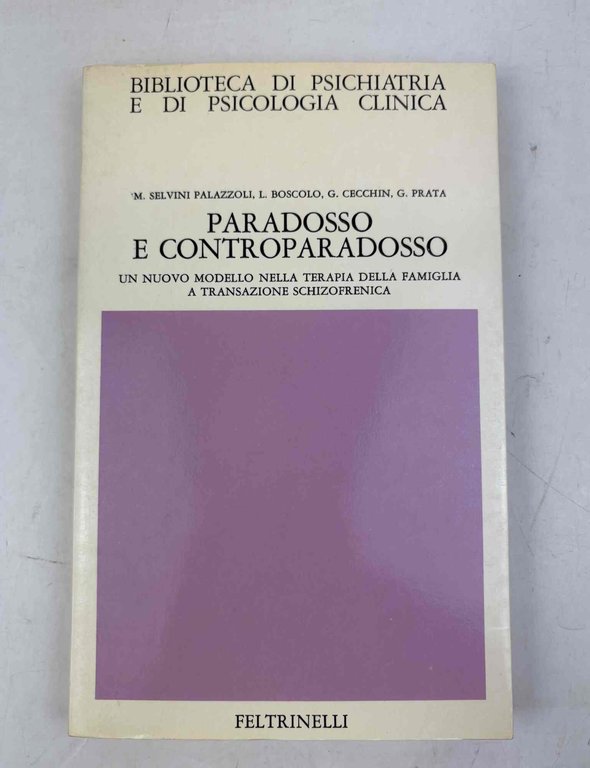 BIBLIOTECA DI PSICHIATRIA
E DI PSICOLOGIA CLINICA
M. SELVINI PALAZZOLI, L. BOSCOLO, G. CECCHIN, G. PRATA
PARADOSSO
E CONTROPARADOSSO
UN NUOVO MODELLO NELLA TERAPIA DELLA FAMIGLIA
A TRANSAZIONE SCHIZOFRENICA
FELTRINELLI